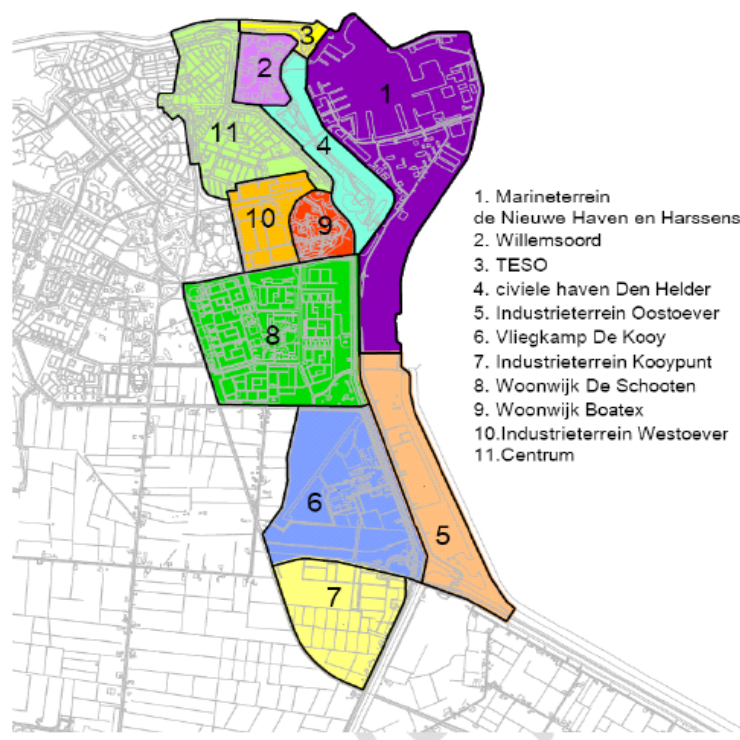 3
2
1
11
4
10
9
8
6
5
7
1. Marineterrein
de Nieuwe Haven en Harssens
2. Willemsoord
3. TESO
4. civiele haven Den Helder
5. Industrieterrein Oostoever
6. Vliegkamp De Kooy
7. Industrieterrein Kooypunt
8. Woonwijk De Schooten
9. Woonwijk Boatex
10.Industrieterrein Westoever
11.Centrum